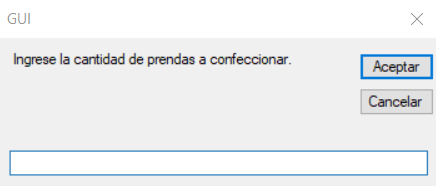 GUI
Ingrese la cantidad de prendas a confeccionar.
Aceptar
Cancelar